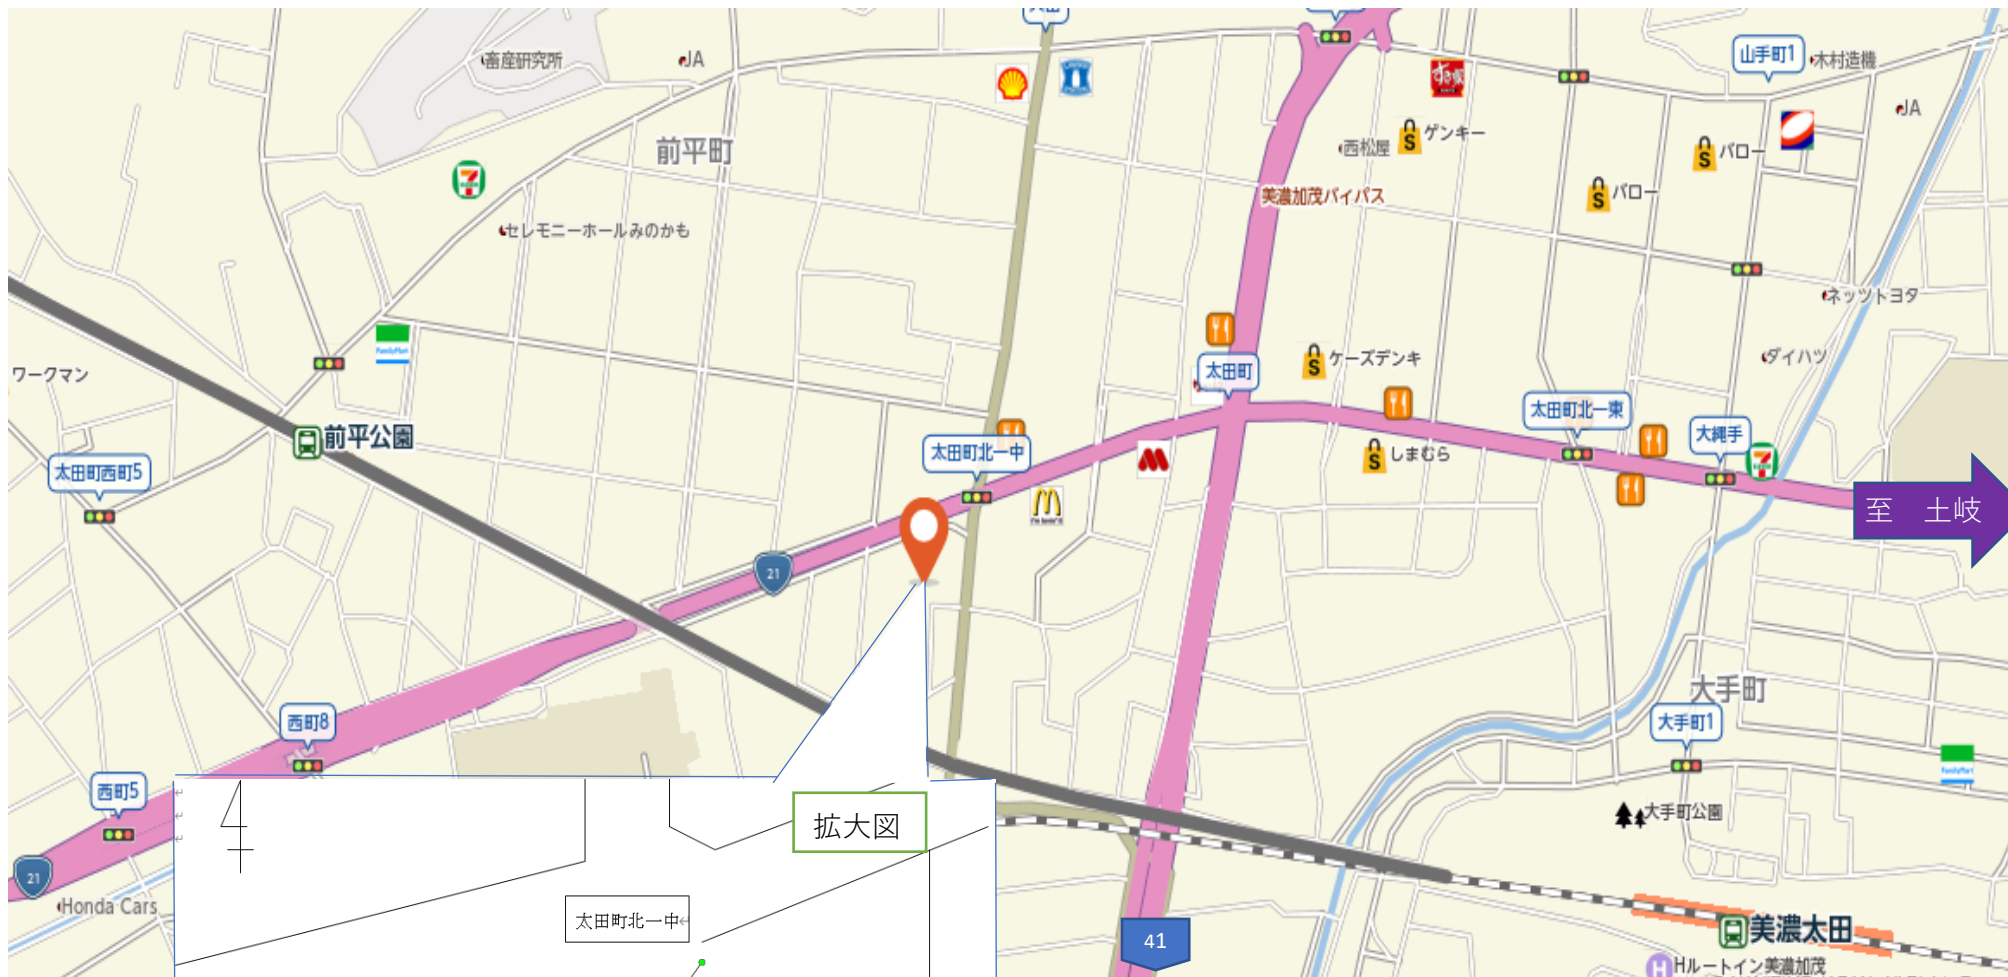 畜産研究所
JA
山手町1
木村造機
すき家
JA
ゲンキー
西松屋
バロー
前平町
美濃加茂バイパス
バロー
セレモニーホールみのかも
ネッツトヨタ
FamilyMart
ケーズデンキ
ダイハツ
ワークマン
太田町
前平公園
太田町北一東
大縄手
太田町北一中
しまむら
太田町西町5
至 土岐
21
大手町
西町8
大手町1
FamilyMart
西町5
大手町公園
拡大図
21
Honda Cars
太田町北一中
41
美濃太田
Hルートイン美濃加茂